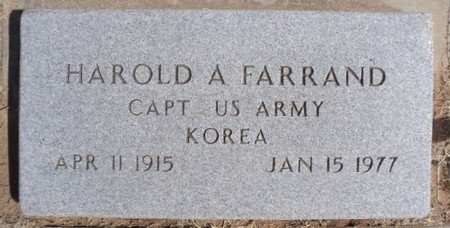 HAROLD A FARRAND
CAPT US ARMY
KOREA
APR 11 1915 JAN 15 1977